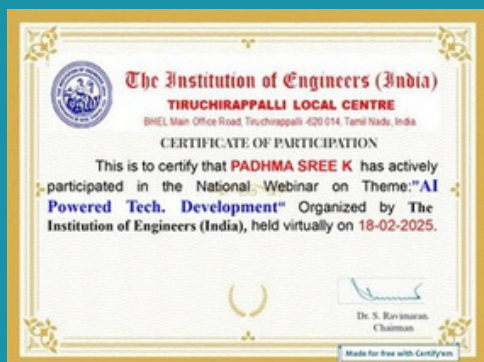 The Institution of Engineers (India)
TIRUCHIRAPPALLI LOCAL CENTRE
BHEL Main Office Road, Tiruchirappalli -620 014, Tamil Nadu, India
CERTIFICATE OF PARTICIPATION
This is to certify that PADHMA SREE K has actively
participated in the National Webinar on Theme:"AI
Powered Tech. Development" Organized by The
Institution of Engineers (India), held virtually on 18-02-2025.
Dr. S. Ravimaran.
Chairman
Made for free with Certify'em